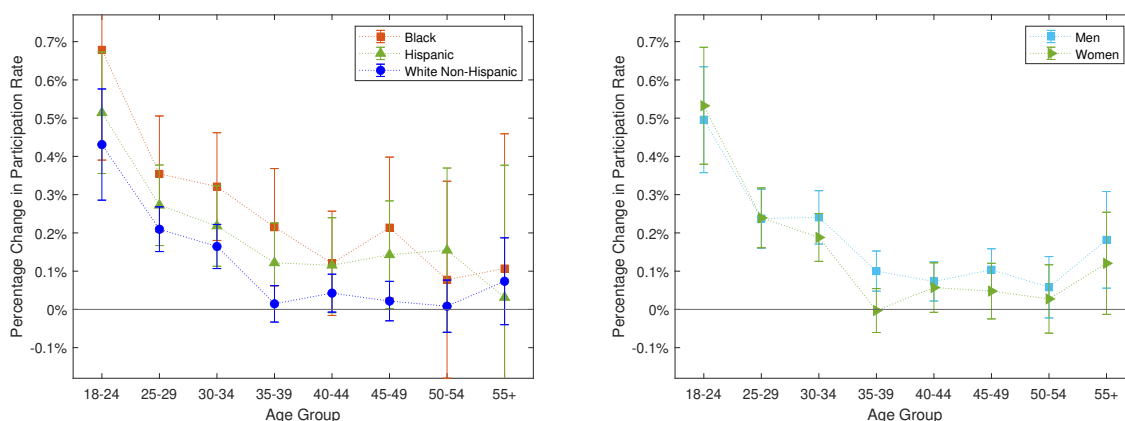 Percentage Change in Participation Rate
0.7%
0.6%
0.5%
0.4%
0.3%
0.2%
0.1%
0%
-0.1%
Black
Hispanic
White Non-Hispanic
18-24 25-29 30-34 35-39 40-44 45-49 50-54 55+
Age Group
Percentage Change in Participation Rate
0.7%
0.6%
0.5%
0.4%
0.3%
0.2%
0.1%
0%
-0.1%
Men
Women
18-24 25-29 30-34 35-39 40-44 45-49 50-54 55+
Age Group